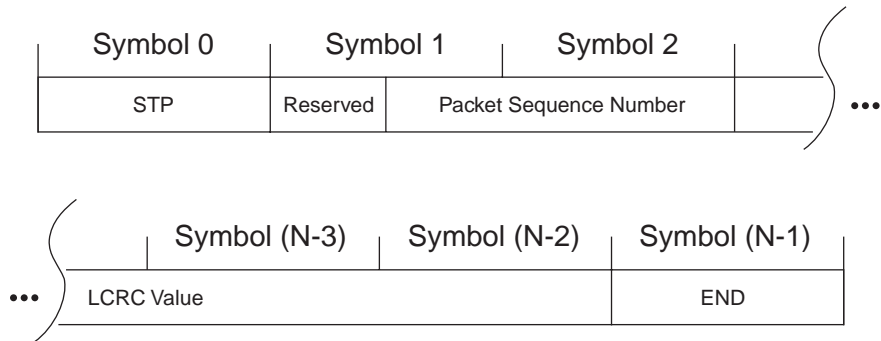 Symbol 0 Symbol 1 Symbol 2
STP Reserved Packet Sequence Number •••
Symbol (N-3) Symbol (N-2) Symbol (N-1)
••• LCRC Value END